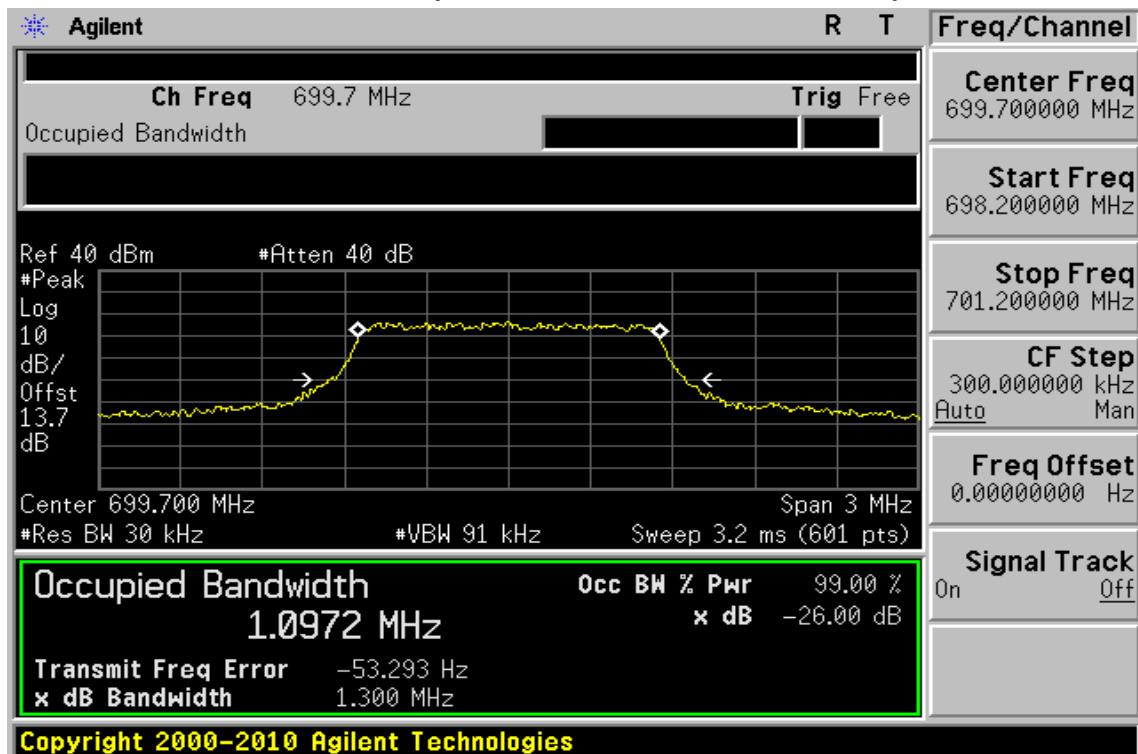 Agilent R T
Ch Freq 699.7 MHz Trig Free
Occupied Bandwidth
Ref 40 dBm #Atten 40 dB
#Peak
Log
10
dB/
Offst
13.7
dB
Center 699.700 MHz Span 3 MHz
#Res BW 30 kHz #VBW 91 kHz Sweep 3.2 ms (601 pts)
Occupied Bandwidth Occ BW % Pwr 99.00 %
1.0972 MHz x dB -26.00 dB
Transmit Freq Error -53.293 Hz
x dB Bandwidth 1.300 MHz
Copyright 2000-2010 Agilent Technologies
Freq/Channel
Center Freq
699.700000 MHz
Start Freq
698.200000 MHz
Stop Freq
701.200000 MHz
CF Step
300.000000 kHz
Auto Man
Freq Offset
0.00000000 Hz
Signal Track
On Off